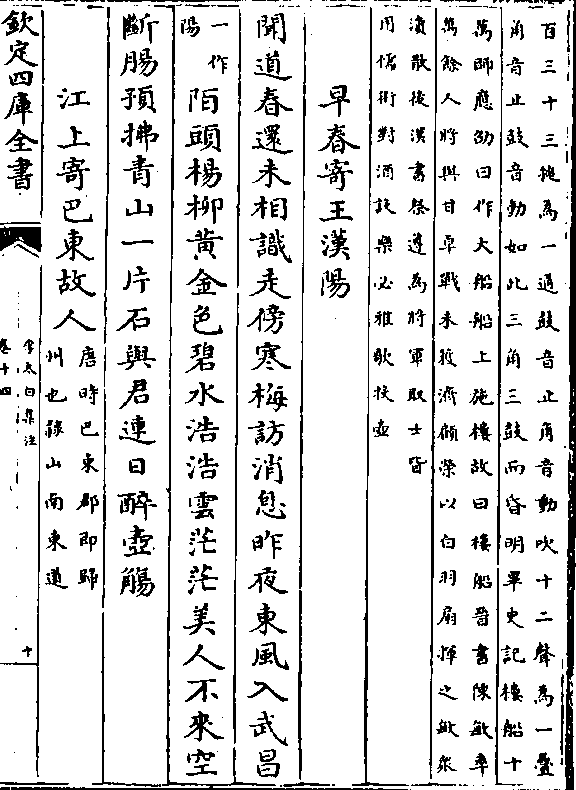 百三十三搥為一通鼓音止角音動吹十二聲為一疊
角音止鼓音動如此三角三鼓而昏明畢史記樓船十
萬師應劭曰作大船船上施樓故曰樓船晉書陳敏率
萬餘人將與甘卓戰未獲濟顧榮以白羽扇揮之敏衆
潰散後漢書祭遵為將軍取士皆
用儒術對酒設樂必雅歌投壺
早春寄王漢陽
聞道春還未相識走傍寒梅訪消息昨夜東風入武昌
一作陽
陌頭楊柳黃金色碧水浩浩雲茫茫美人不來空
斷腸預拂青山一片石與君連日醉壺觴
江上寄巴東故人
唐時巴東郡即歸
州也隸山南東道
欽定四庫全書
李太白集注
卷十四
十